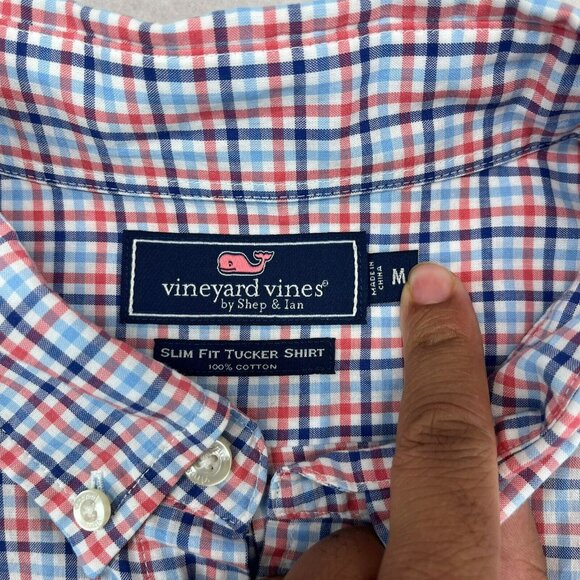 vineyard vines®
by Shep & Ian
MADE IN
CHINA
M
SLIM FIT TUCKER SHIRT
100% COTTON